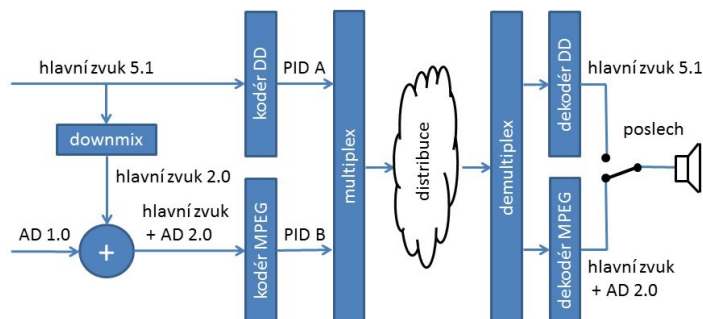 hlavní zvuk 5.1
kodér DD
PID A
multiplex
distribuce
demultiplex
dekodér DD
hlavní zvuk 5.1
poslech
downmix
hlavní zvuk 2.0
AD 1.0
+
hlavní zvuk
+ AD 2.0
kodér MPEG
PID B
dekodér MPEG
hlavní zvuk
+ AD 2.0